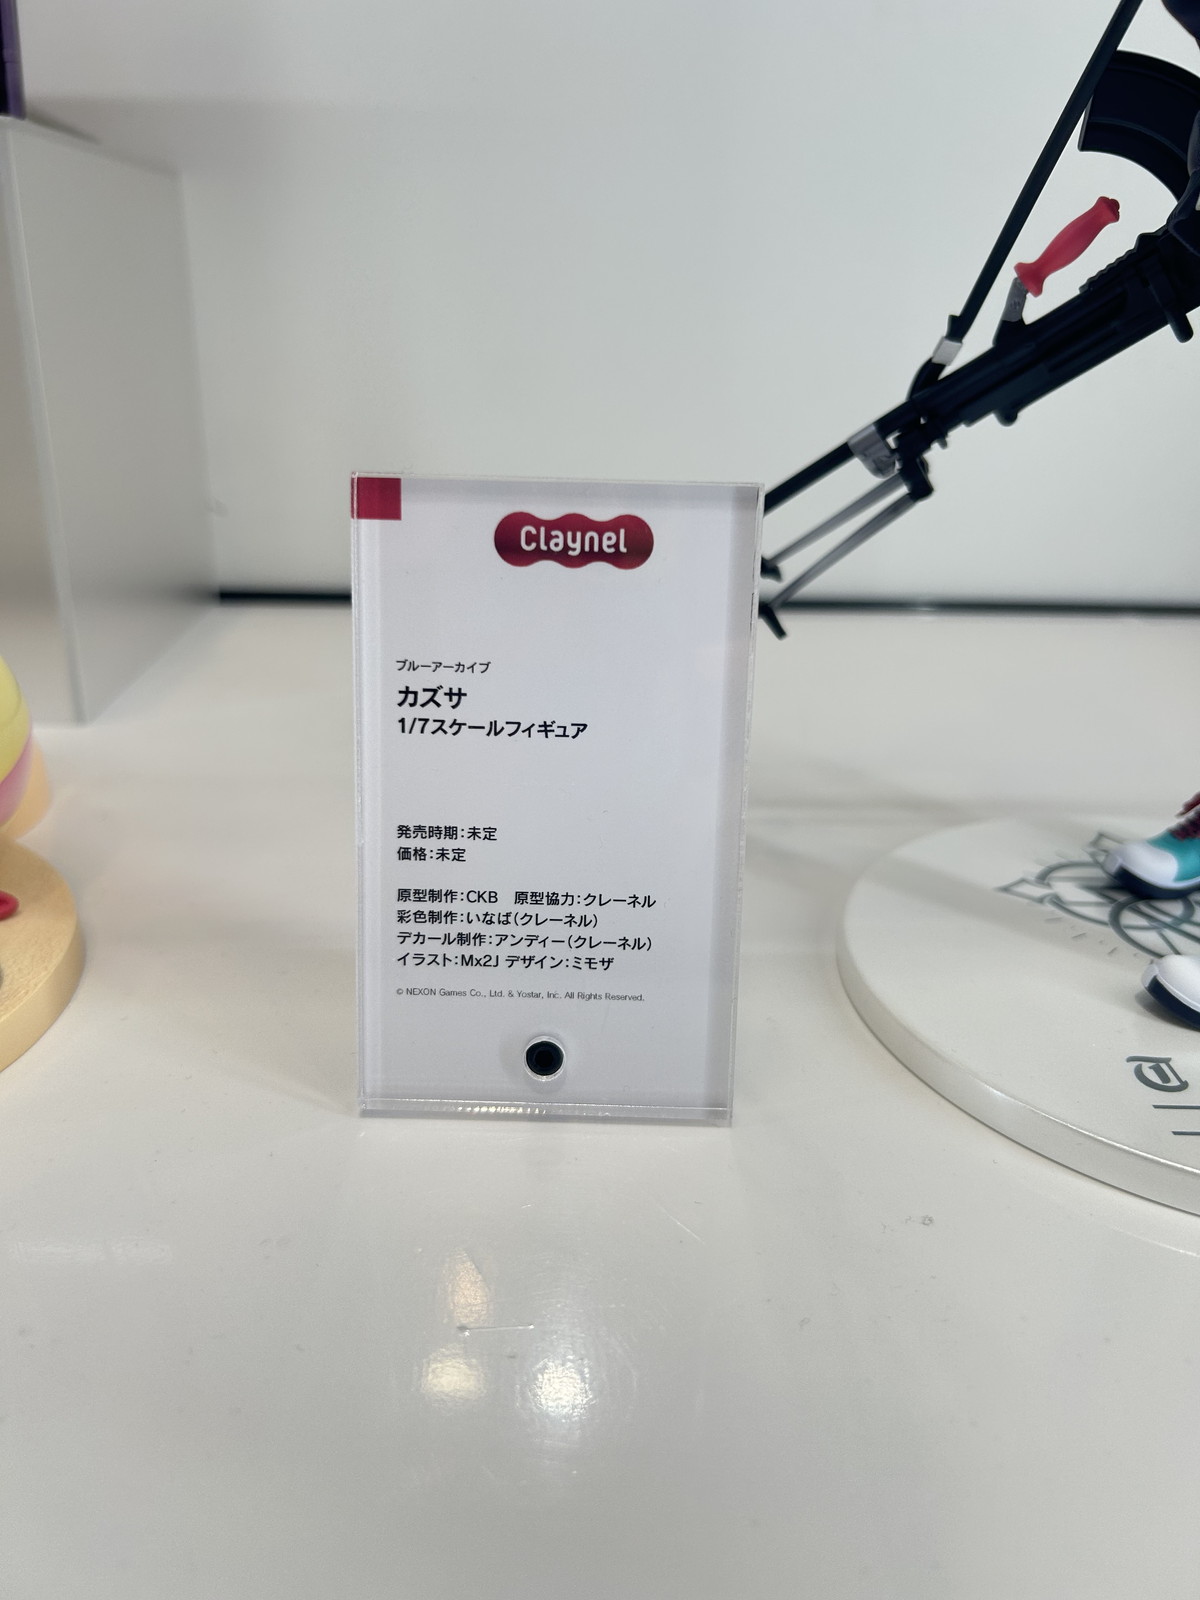 Claynel
ブルーアーカイブ
カズサ
1/7スケールフィギュア
発売時期：未定
価格：未定
原型制作：CKB　原型協力：クレーネル
彩色制作：いなば（クレーネル）
デカール制作：アンディー（クレーネル）
イラスト：Mx2J デザイン：ミモザ
© NEXON Games Co., Ltd. & Yostar, Inc. All Rights Reserved.